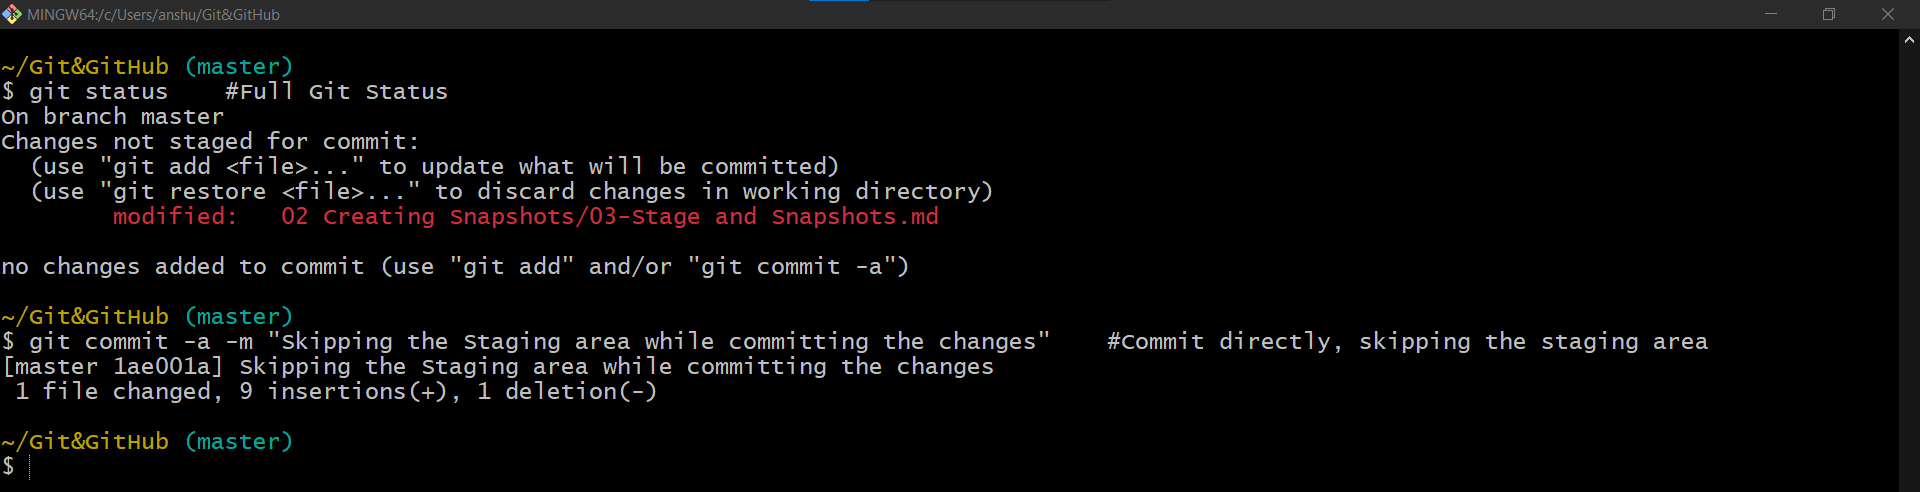 MINGW64:/c/Users/anshu/Git&GitHub
~/Git&GitHub (master)
$ git status    #Full Git Status
On branch master
Changes not staged for commit:
  (use "git add <file>..." to update what will be committed)
  (use "git restore <file>..." to discard changes in working directory)
        modified:   02 Creating Snapshots/03-Stage and Snapshots.md
no changes added to commit (use "git add" and/or "git commit -a")
~/Git&GitHub (master)
$ git commit -a -m "Skipping the Staging area while committing the changes"    #Commit directly, skipping the staging area
[master 1ae001a] Skipping the Staging area while committing the changes
 1 file changed, 9 insertions(+), 1 deletion(-)
~/Git&GitHub (master)
$